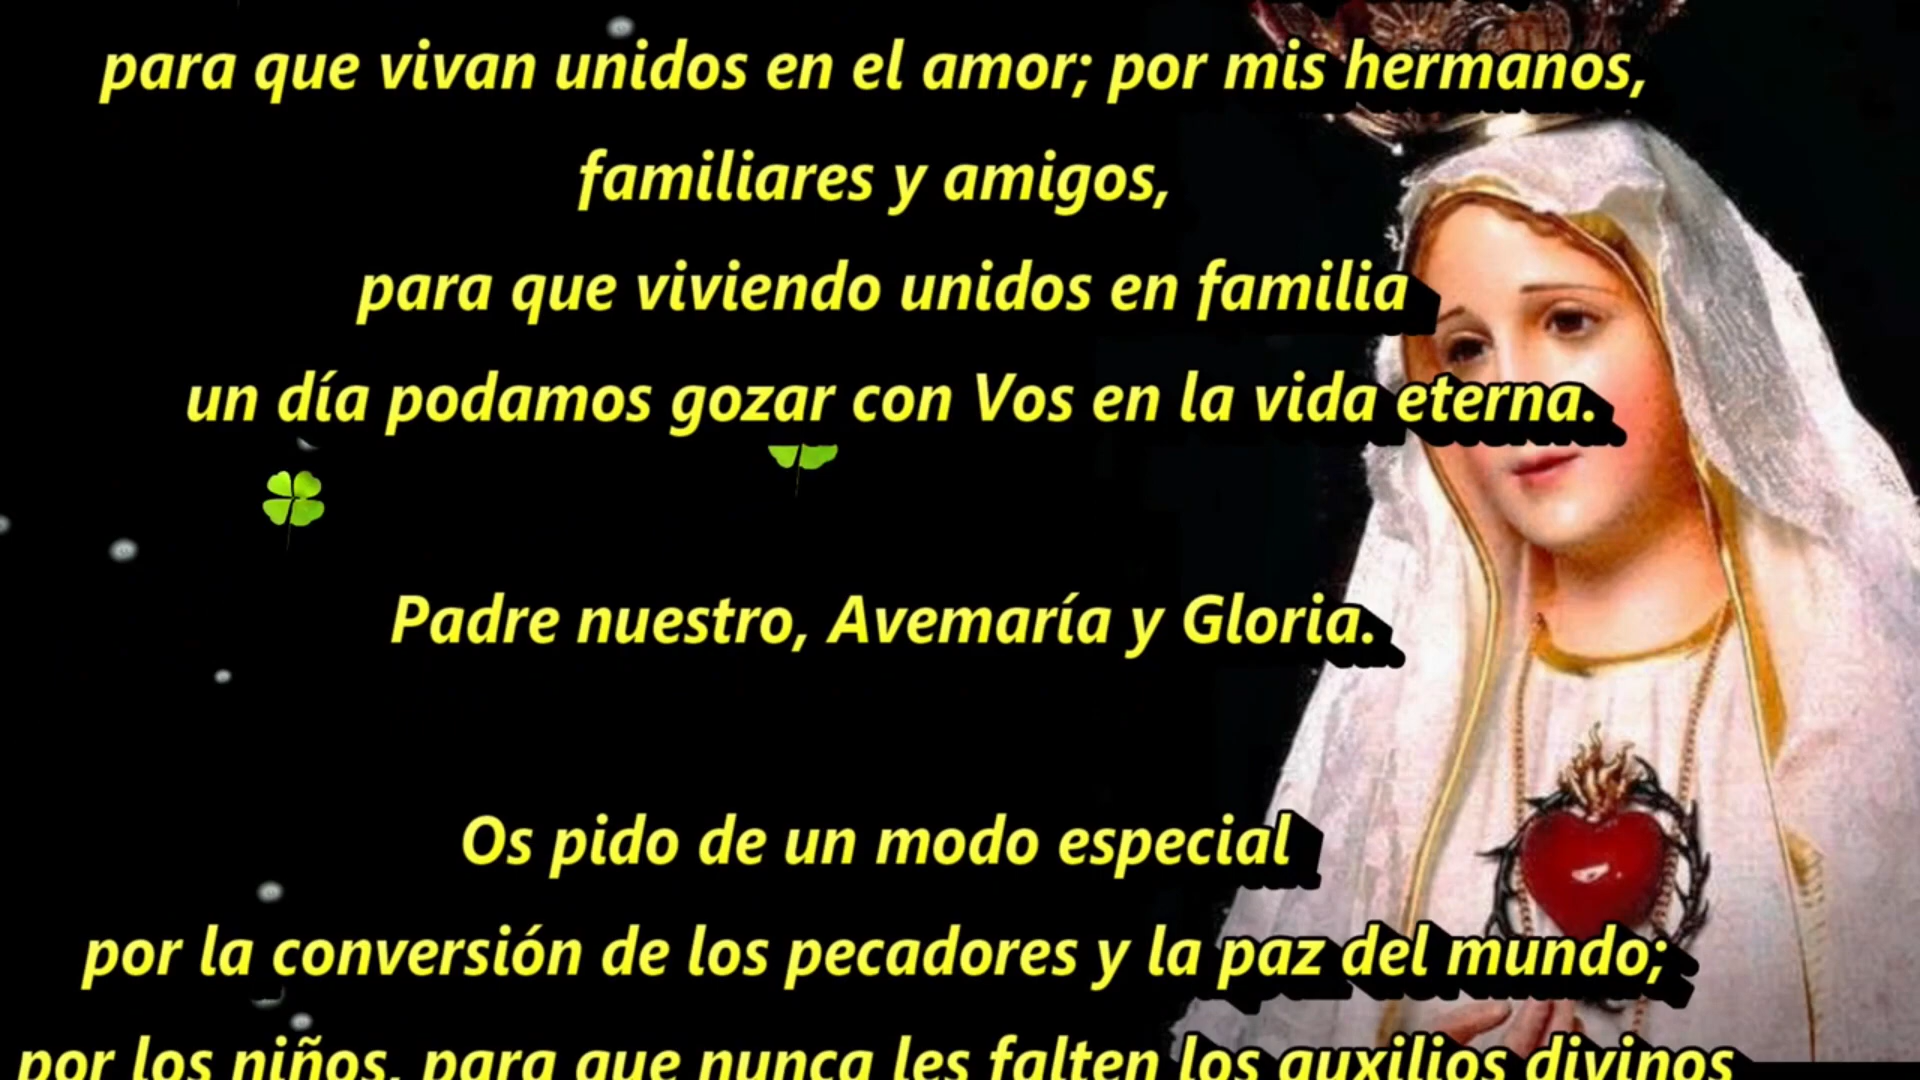 para que vivan unidos en el amor; por mis hermanos,
familiares y amigos,
para que viviendo unidos en familia
un día podamos gozar con Vos en la vida eterna.
Padre nuestro, Avemaría y Gloria.
Os pido de un modo especial
por la conversión de los pecadores y la paz del mundo;
por los niños, para que nunca les falten los auxilios divinos